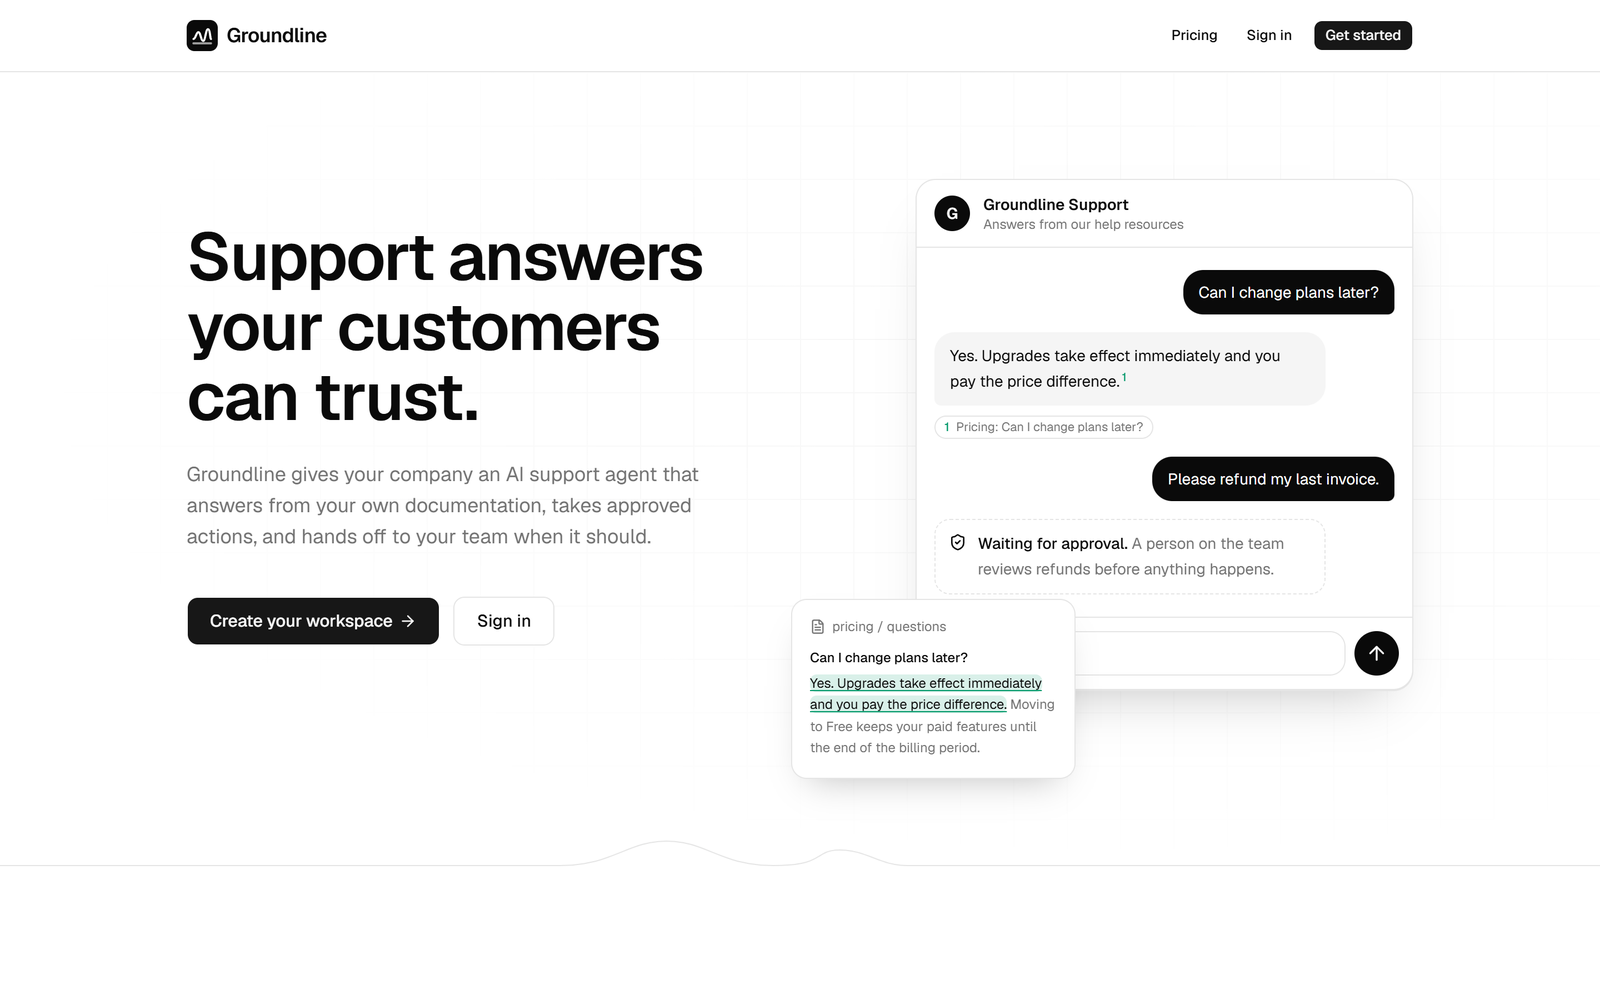 Groundline
Pricing
Sign in
Get started
Support answers
your customers
can trust.
Groundline gives your company an AI support agent that
answers from your own documentation, takes approved
actions, and hands off to your team when it should.
Create your workspace →
Sign in
G
Groundline Support
Answers from our help resources
Can I change plans later?
Yes. Upgrades take effect immediately and you
pay the price difference. 1
1 Pricing: Can I change plans later?
Please refund my last invoice.
Waiting for approval. A person on the team
reviews refunds before anything happens.
pricing / questions
Can I change plans later?
Yes. Upgrades take effect immediately
and you pay the price difference. Moving
to Free keeps your paid features until
the end of the billing period.